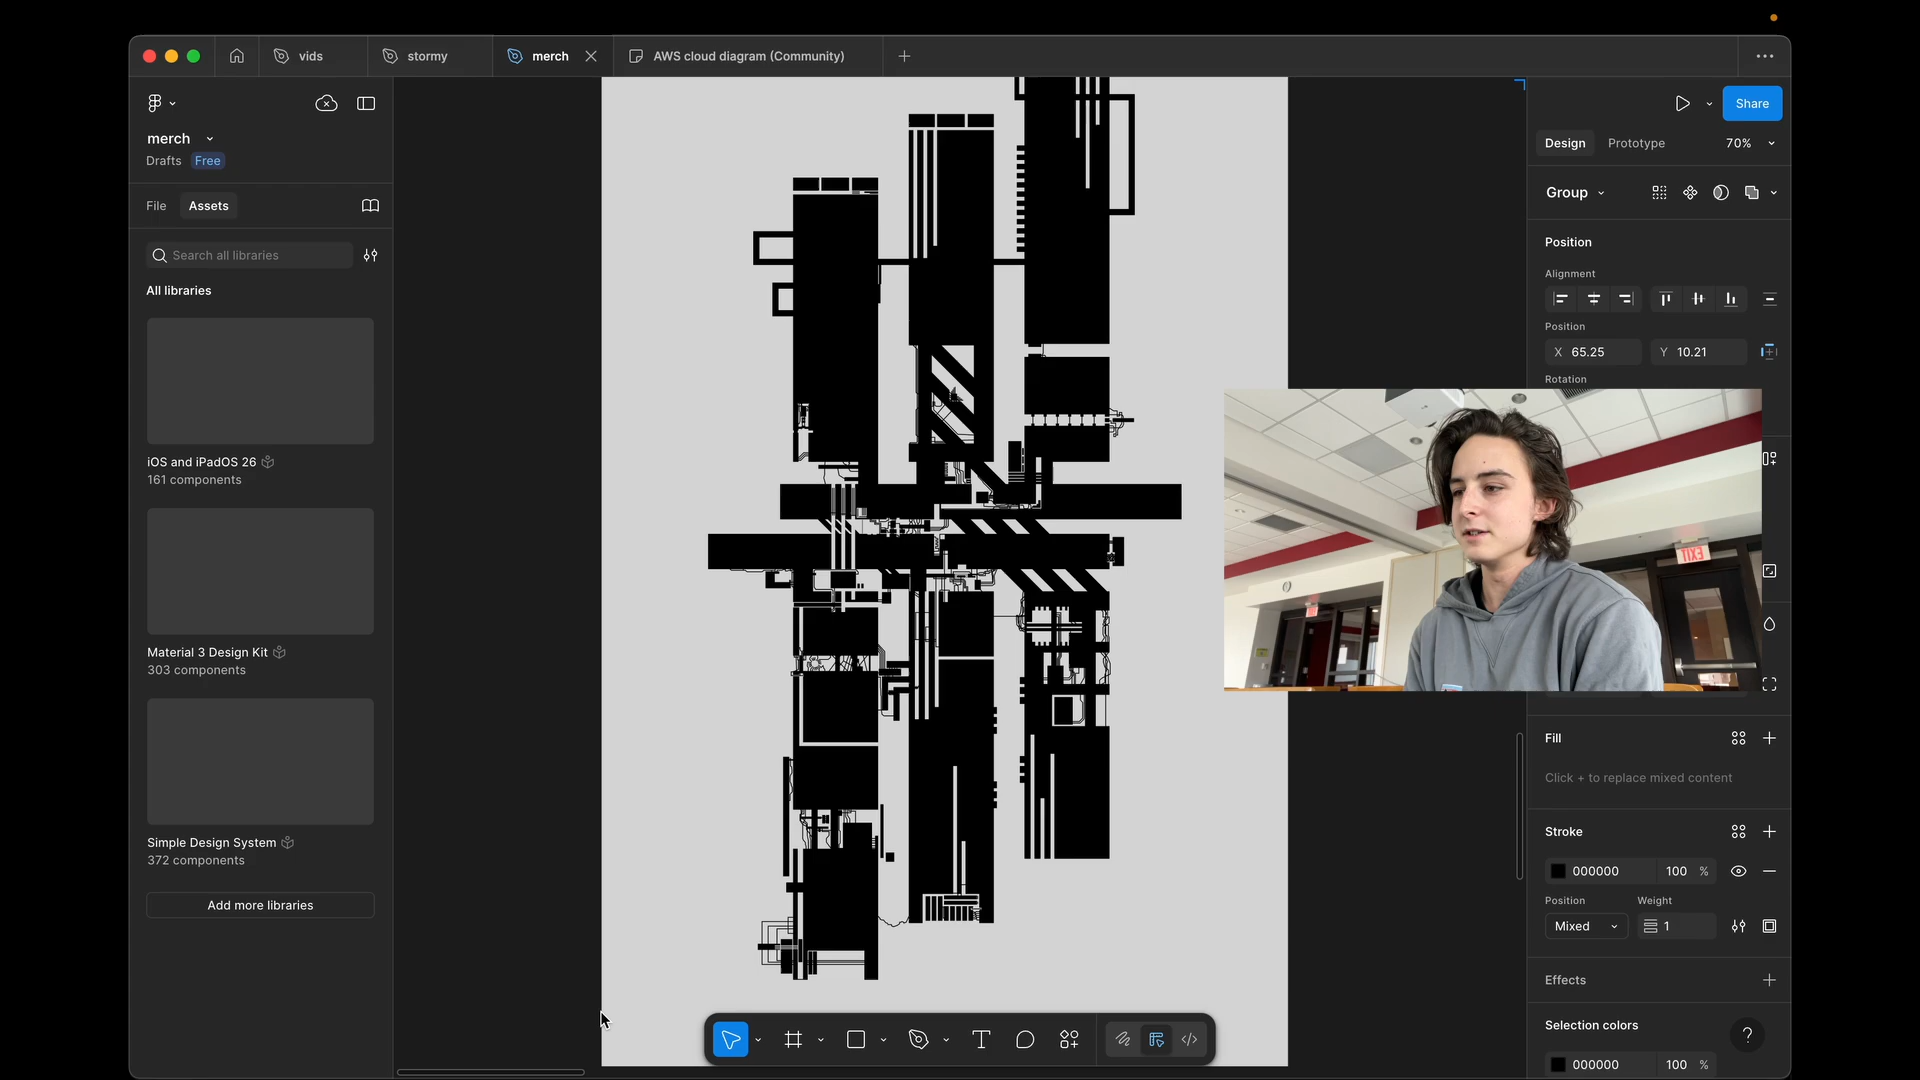 vids
stormy
merch
AWS cloud diagram (Community)
merch
Drafts
Free
File
Assets
Search all libraries
All libraries
iOS and iPadOS 26
161 components
Material 3 Design Kit
303 components
Simple Design System
372 components
Add more libraries
Share
Design
Prototype
70%
Group
Position
Alignment
Position
X 65.25
Y 10.21
Rotation
EXIT
Fill
Click + to replace mixed content
Stroke
000000
100 %
Position
Weight
Mixed
1
Effects
Selection colors
?
000000
100 %